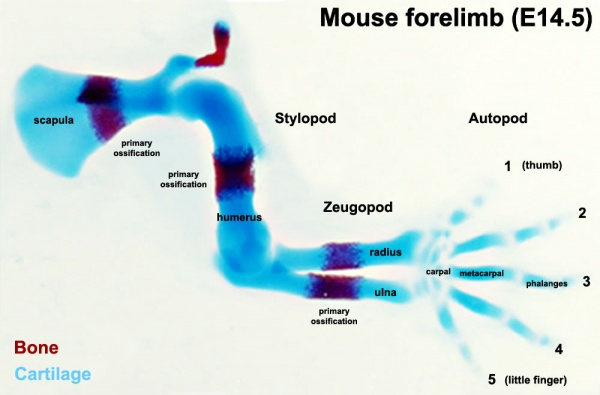 Mouse forelimb (E14.5)
Stylopod
Autopod
scapula
primary
ossification
primary
ossification
1 (thumb)
humerus
Zeugopod
2
radius
carpal
metacarpal
phalanges
3
ulna
primary
ossification
Bone
Cartilage
4
5 (little finger)